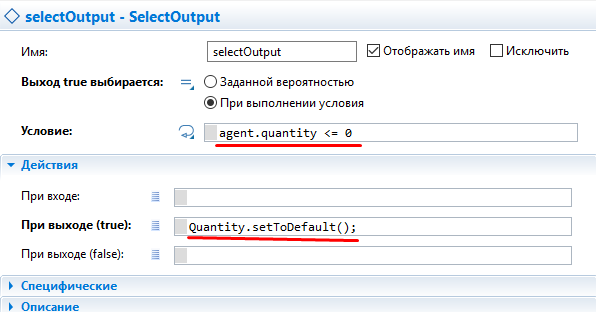 selectOutput - SelectOutput
Имя: selectOutput Отображать имя Исключить
Выход true выбирается: Заданной вероятностью
При выполнении условия
Условие: agent.quantity <= 0
Действия
При входе:
При выходе (true): Quantity.setToDefault();
При выходе (false):
Специфические
Описание